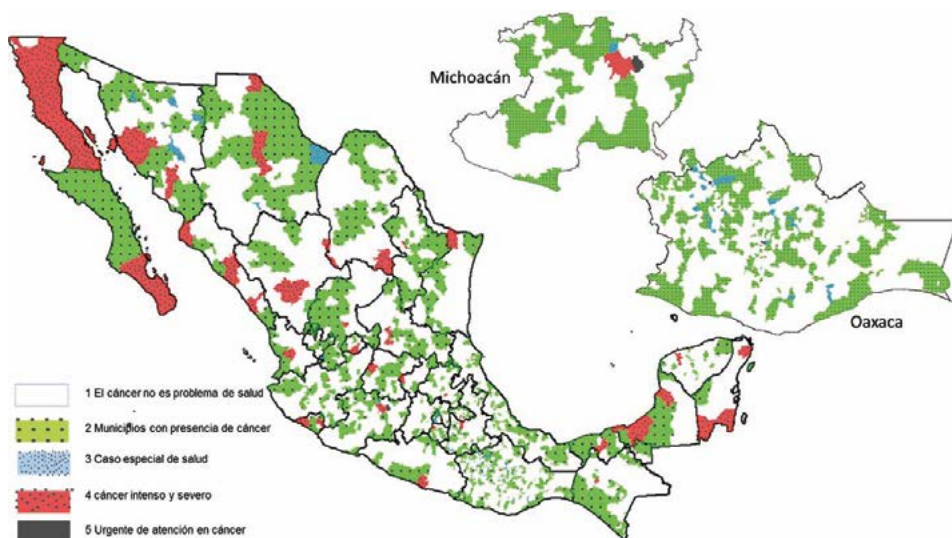 Michoacán
Oaxaca
1 El cáncer no es problema de salud
2 Municipios con presencia de cáncer
3 Caso especial de salud
4 cáncer intenso y severo
5 Urgente de atención en cáncer